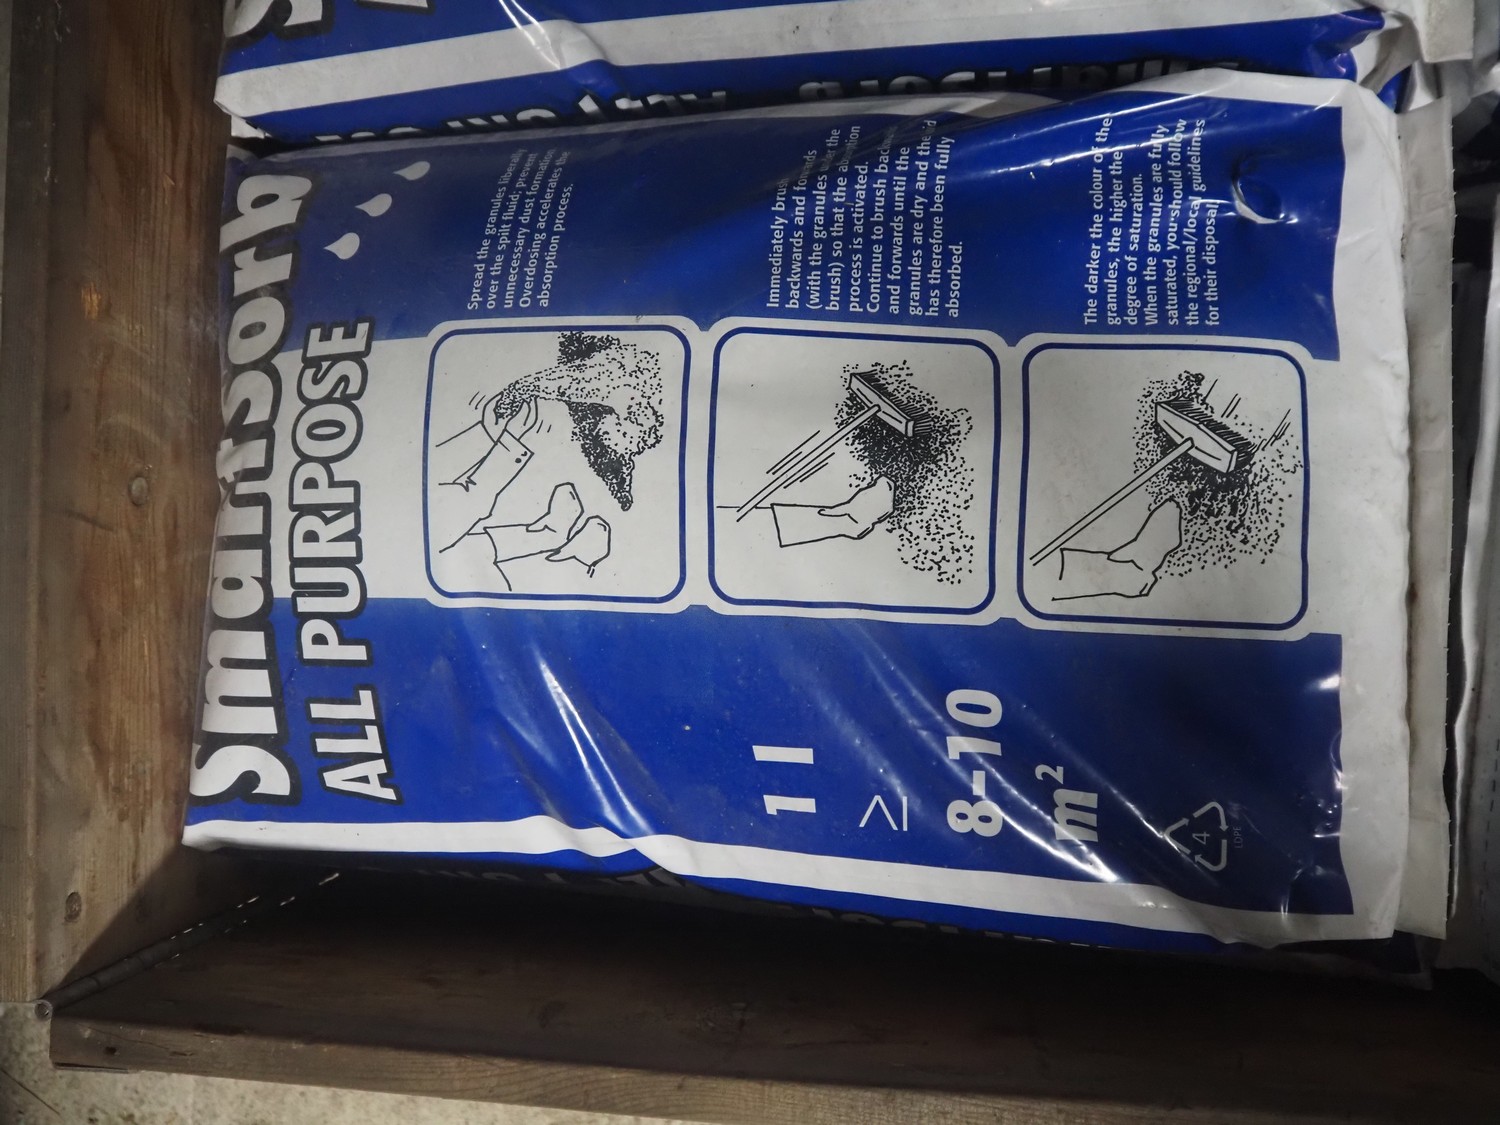 Smartsorb
ALL PURPOSE
Spread the granules liberally
over the spilt fluid; prevent
unnecessary dust formation
Overdosing accelerates the
absorption process.
Immediately brush
backwards and forwards
(with the granules under the
brush) so that the absorption
process is activated.
Continue to brush
and forwards until the
granules are dry and the
has therefore been fully
absorbed.
The darker the colour of the
granules, the higher the
degree of saturation.
When the granules are fully
saturated, you should follow
the regional/local guidelines
for their disposal
1 l
≥
8-10
m²
4
LDPE